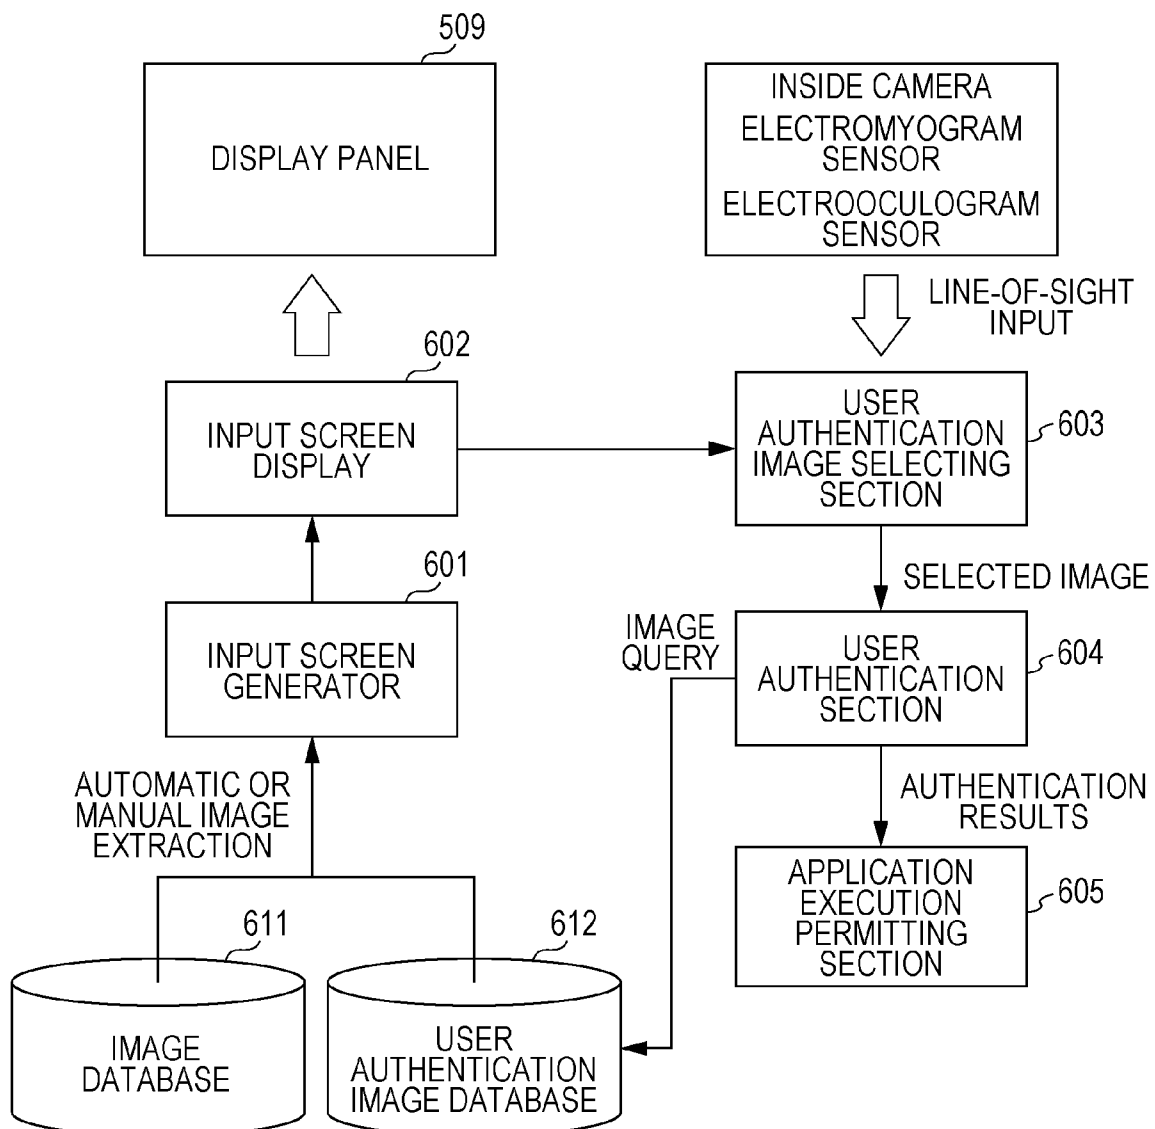 509
DISPLAY PANEL
INSIDE CAMERA
ELECTROMYOGRAM
SENSOR
ELECTROOCULOGRAM
SENSOR
LINE-OF-SIGHT
INPUT
602
INPUT SCREEN
DISPLAY
USER
AUTHENTICATION
IMAGE SELECTING
SECTION
603
SELECTED IMAGE
601
INPUT SCREEN
GENERATOR
IMAGE
QUERY
USER
AUTHENTICATION
SECTION
604
AUTOMATIC OR
MANUAL IMAGE
EXTRACTION
AUTHENTICATION
RESULTS
APPLICATION
EXECUTION
PERMITTING
SECTION
605
611
IMAGE
DATABASE
612
USER
AUTHENTICATION
IMAGE DATABASE